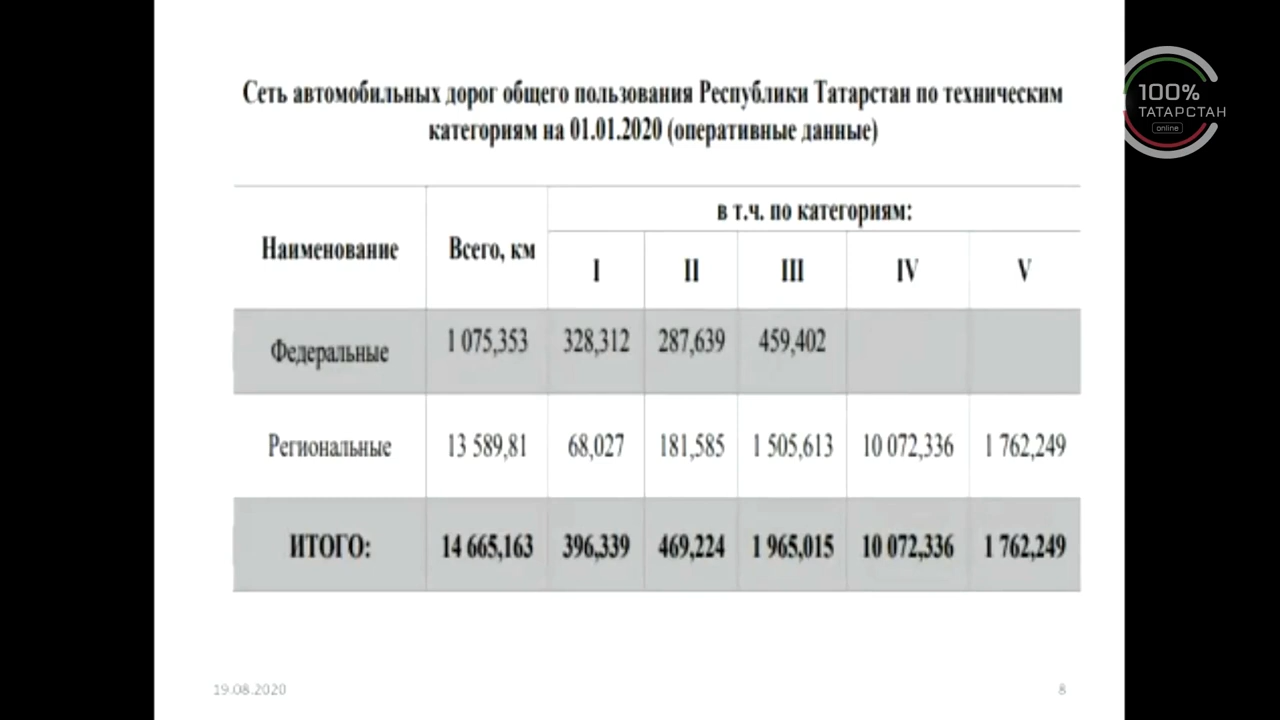 Сеть автомобильных дорог общего пользования Республики Татарстан по техническим
категориям на 01.01.2020 (оперативные данные)
100%
ТАТАРСТАН
online
Наименование Всего, км в т.ч. по категориям:
I II III IV V
Федеральные 1 075,353 328,312 287,639 459,402
Региональные 13 589,81 68,027 181,585 1 505,613 10 072,336 1 762,249
ИТОГО: 14 665,163 396,339 469,224 1 965,015 10 072,336 1 762,249
19.08.2020 8